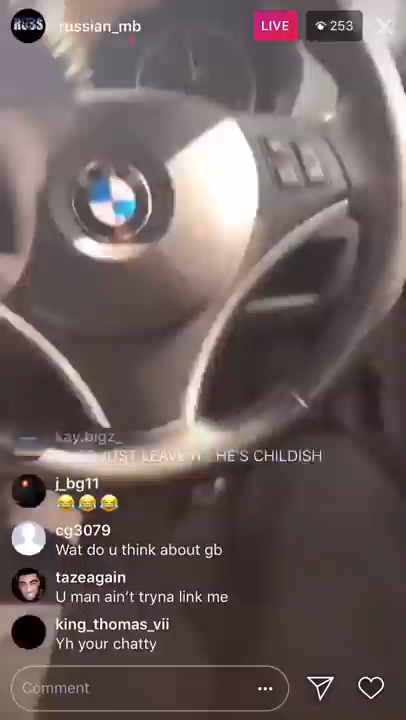 RUSS
russian_mb
LIVE
253
kay.bigz_
JUST LEAVE IT HE'S CHILDISH
j_bg11
😂😂😂
cg3079
Wat do u think about gb
tazeagain
U man ain't tryna link me
king_thomas_vii
Yh your chatty
Comment